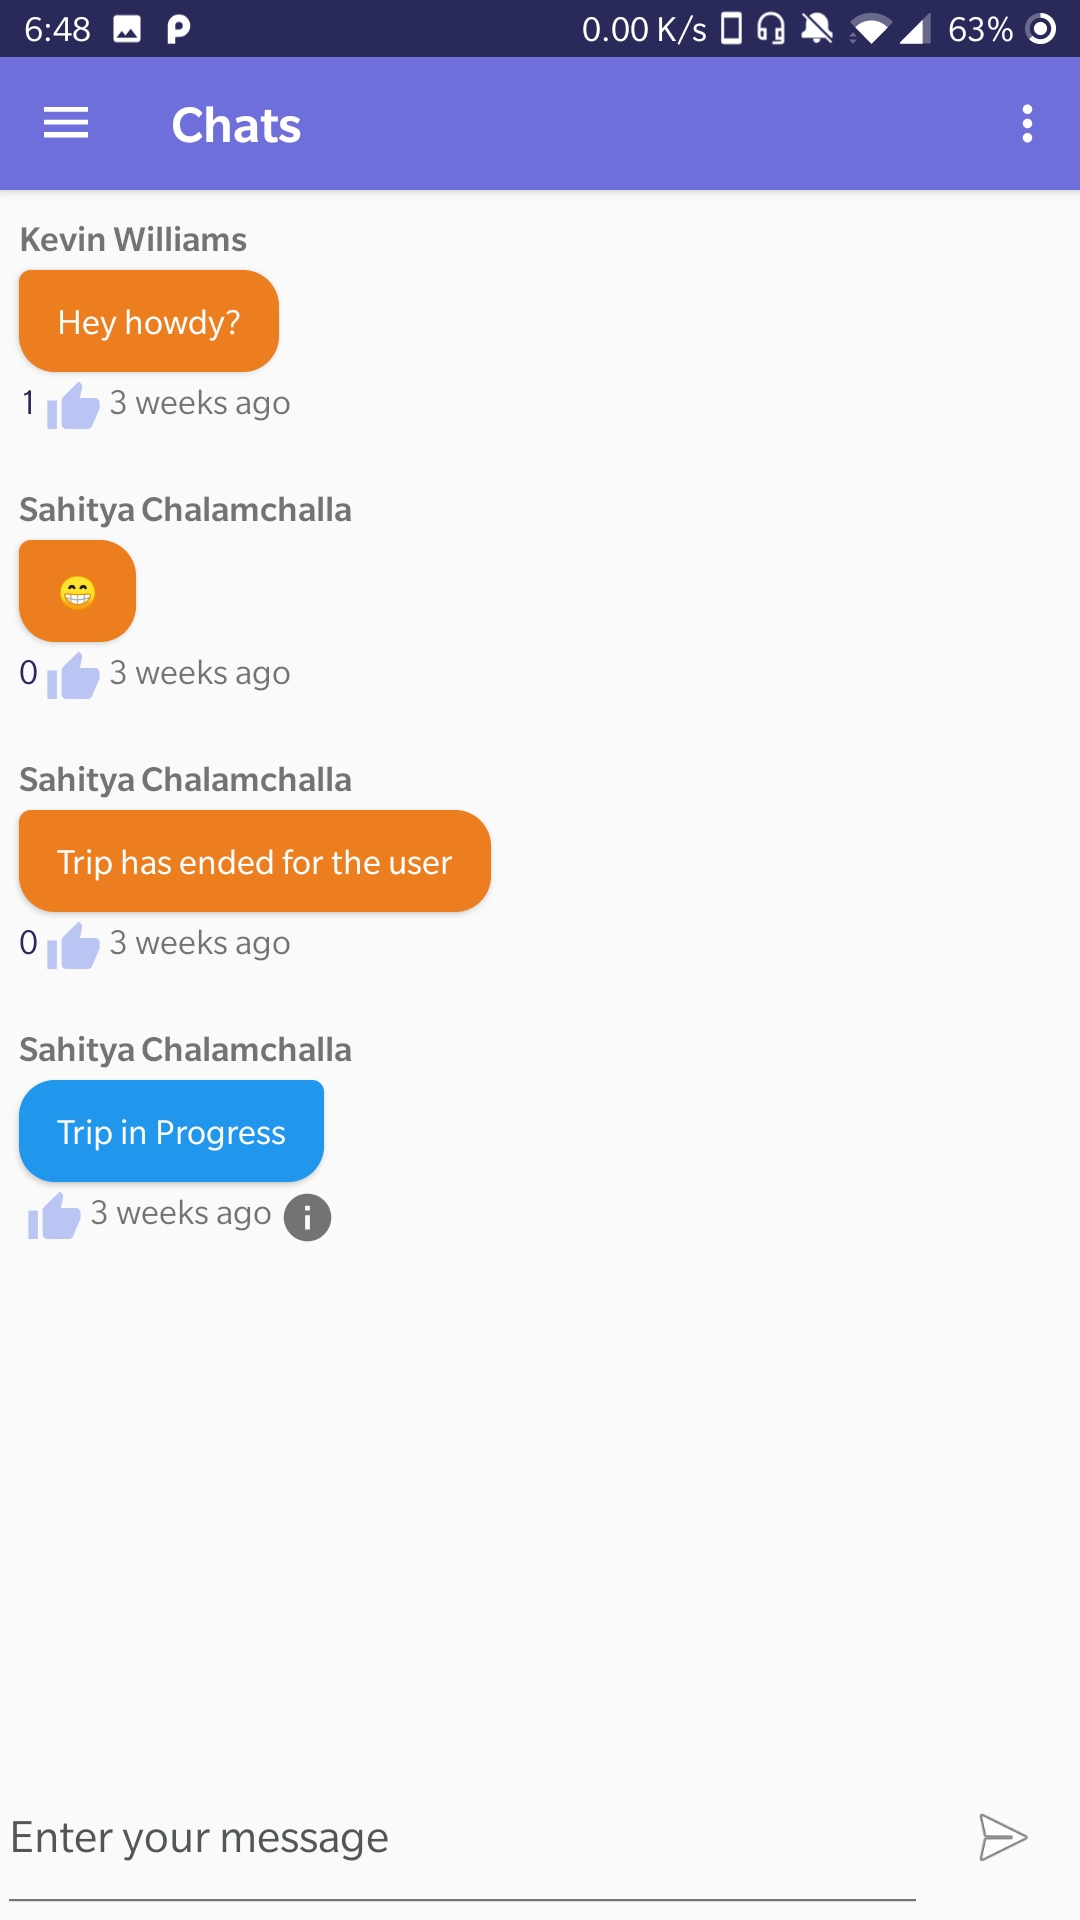 6:48 0.00 K/s 63%
Chats
Kevin Williams
Hey howdy?
1 3 weeks ago
Sahitya Chalamchalla
😁
0 3 weeks ago
Sahitya Chalamchalla
Trip has ended for the user
0 3 weeks ago
Sahitya Chalamchalla
Trip in Progress
3 weeks ago
Enter your message